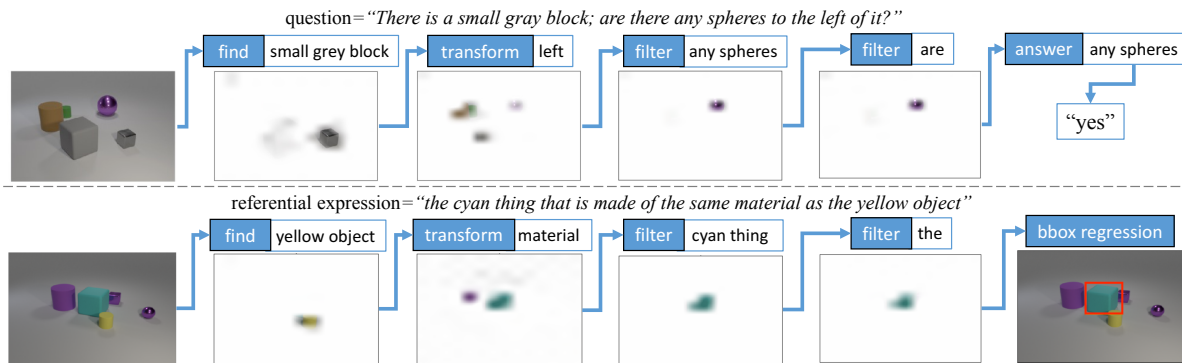 question=“There is a small gray block; are there any spheres to the left of it?”
find small grey block transform left filter any spheres filter are answer any spheres
“yes”
referential expression=“the cyan thing that is made of the same material as the yellow object”
find yellow object transform material filter cyan thing filter the bbox regression